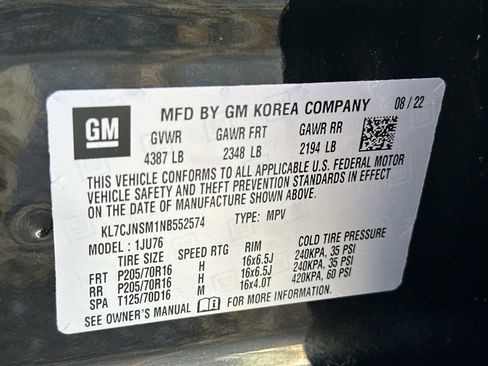 GM
MFD BY GM KOREA COMPANY 08/22
GVWR GAWR FRT GAWR RR
4387 LB 2348 LB 2194 LB
THIS VEHICLE CONFORMS TO ALL APPLICABLE U.S. FEDERAL MOTOR
VEHICLE SAFETY AND THEFT PREVENTION STANDARDS IN EFFECT
ON THE DATE OF MANUFACTURE SHOWN ABOVE.
KL7CJNSM1NB552574 TYPE: MPV
MODEL: 1JU76
TIRE SIZE SPEED RTG RIM COLD TIRE PRESSURE
FRT P205/70R16 H 16x6.5J 240KPA, 35 PSI
RR P205/70R16 H 16x6.5J 240KPA, 35 PSI
SPA T125/70D16 M 16x4.0T 420KPA, 60 PSI
SEE OWNER'S MANUAL FOR MORE INFORMATION.